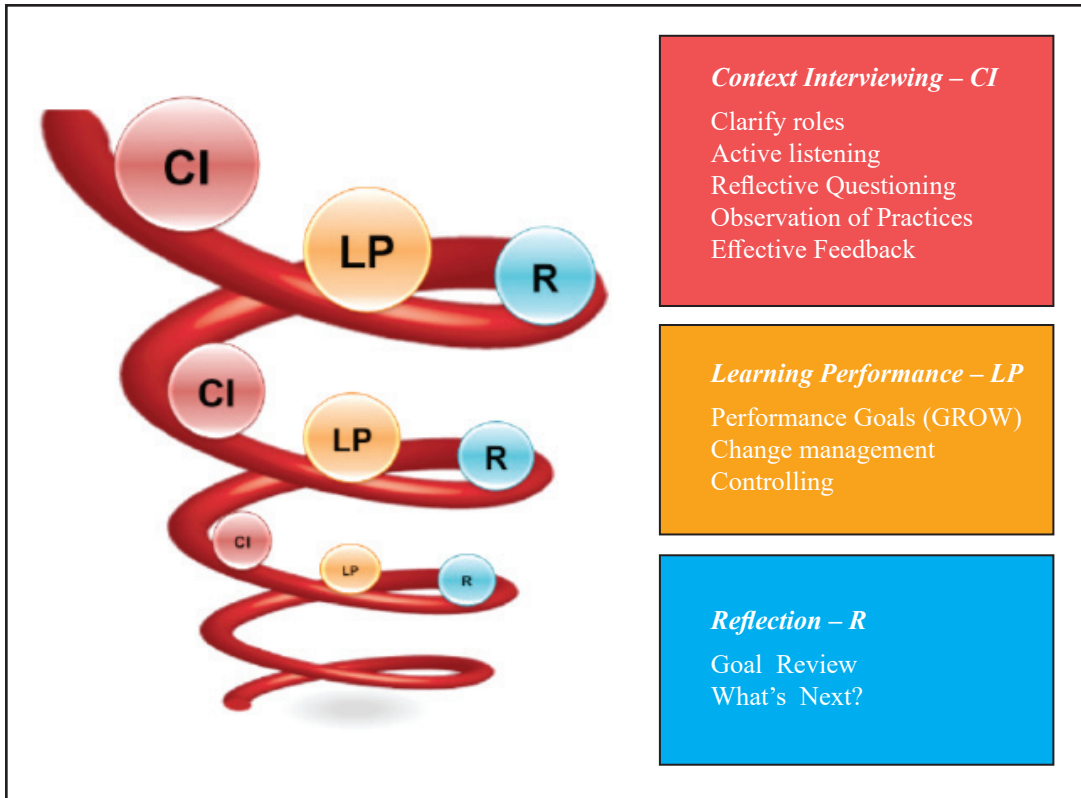 CI
LP
R
CI
LP
R
CI
LP
R
Context Interviewing – CI
Clarify roles
Active listening
Reflective Questioning
Observation of Practices
Effective Feedback
Learning Performance – LP
Performance Goals (GROW)
Change management
Controlling
Reflection – R
Goal Review
What’s Next?